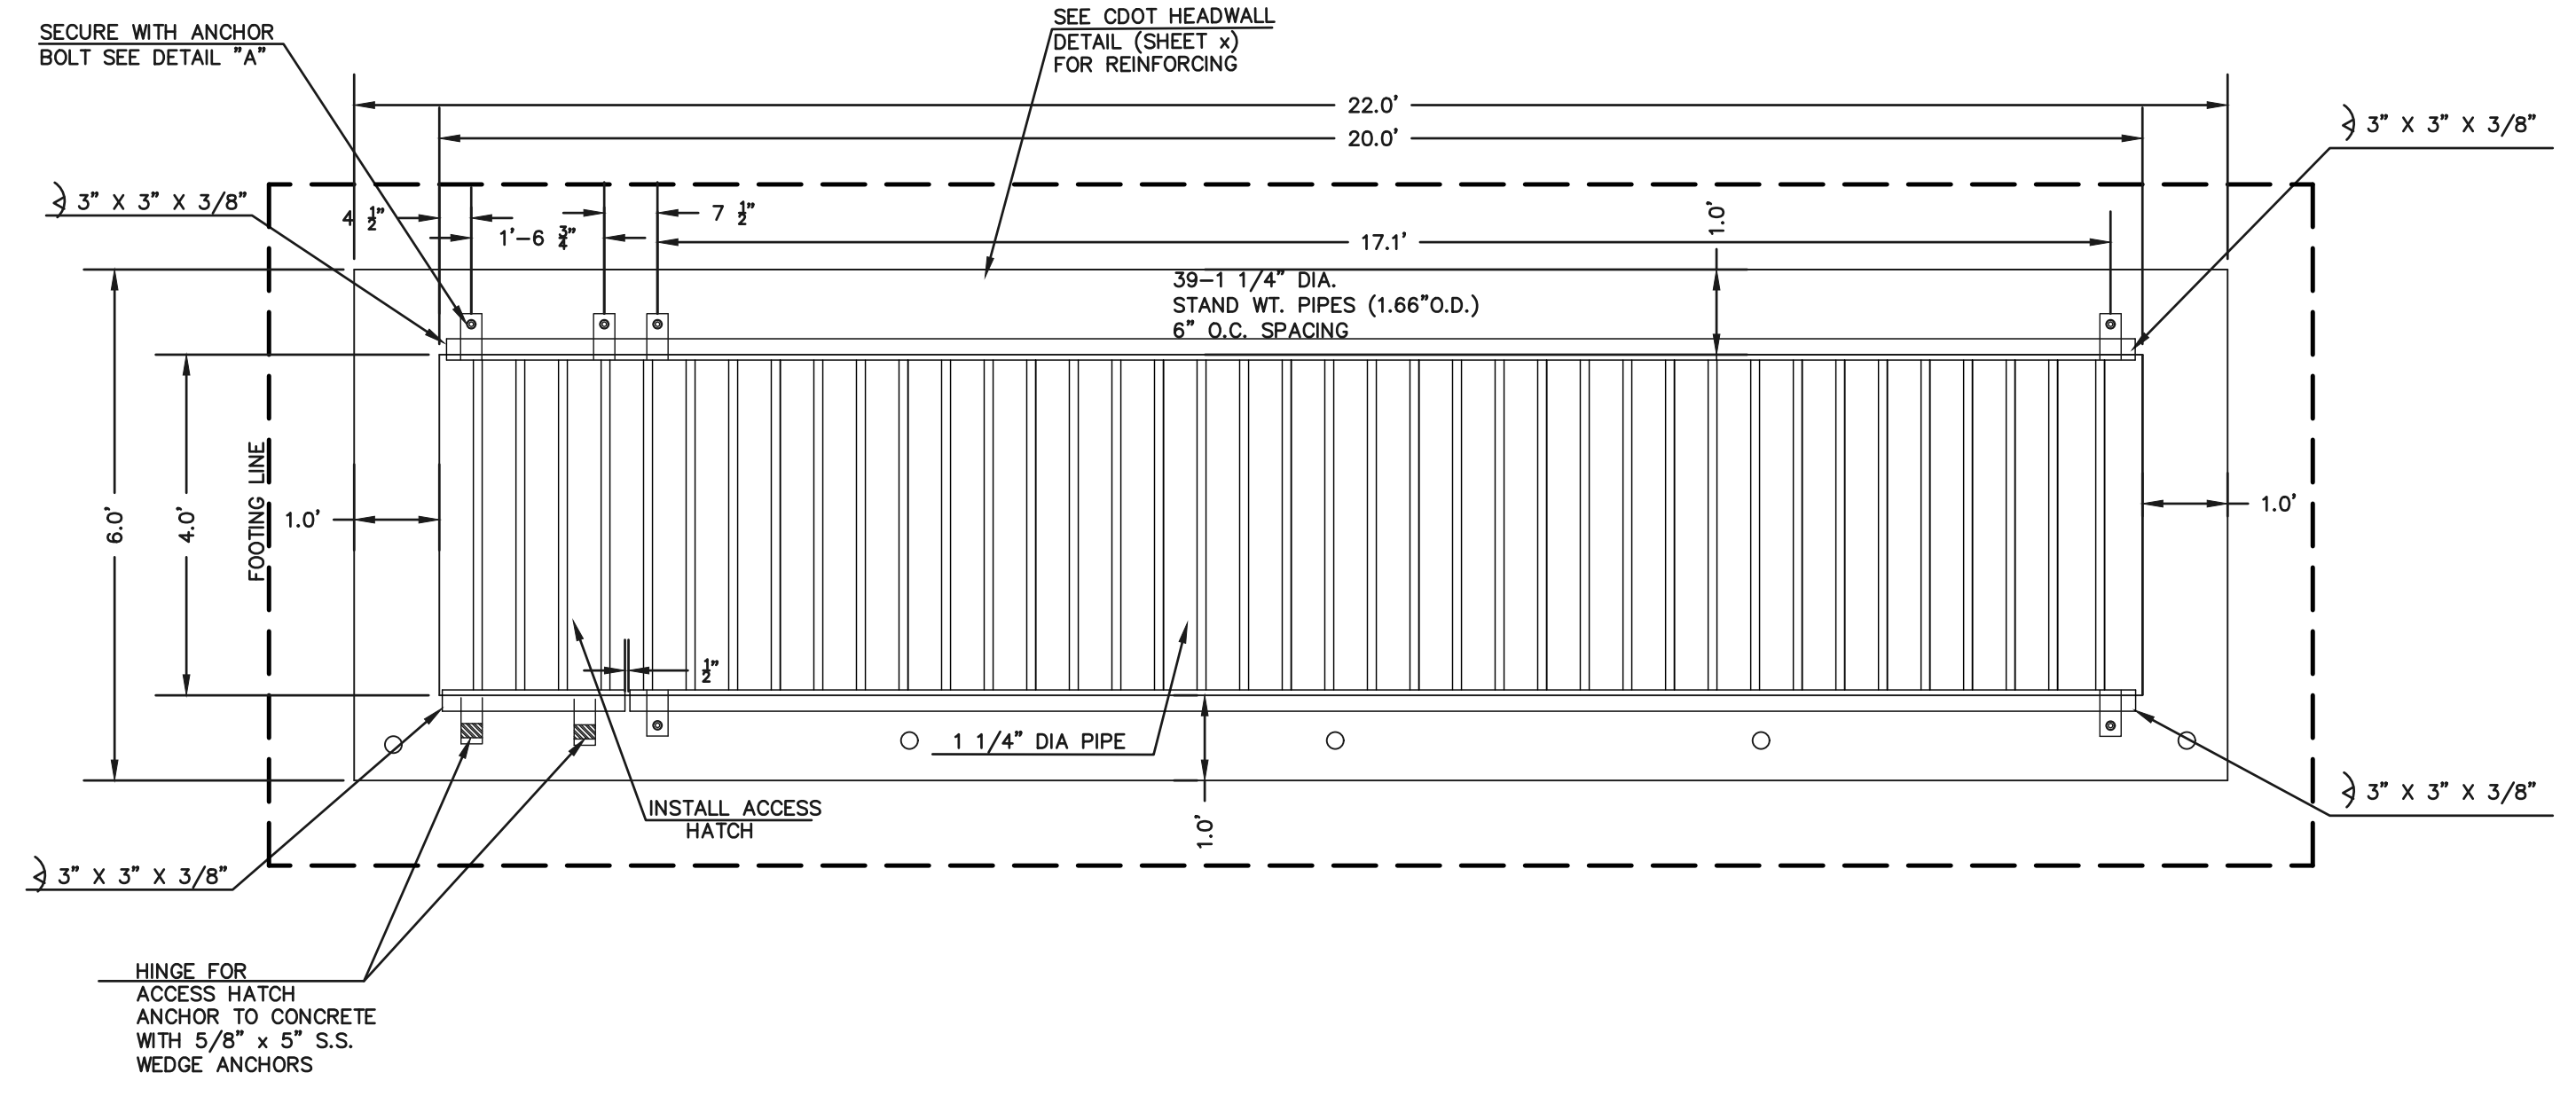 SEE CDOT HEADWALL
DETAIL (SHEET x)
FOR REINFORCING
SECURE WITH ANCHOR
BOLT SEE DETAIL "A"
22.0'
20.0'
3" X 3" X 3/8"
3" X 3" X 3/8"
4 1/2"
7 1/2"
1'-6 3/4"
17.1'
1.0'
39-1 1/4" DIA.
STAND WT. PIPES (1.66"O.D.)
6" O.C. SPACING
6.0'
4.0'
FOOTING LINE
1.0'
1.0'
1/2"
1 1/4" DIA PIPE
INSTALL ACCESS
HATCH
1.0'
3" X 3" X 3/8"
3" X 3" X 3/8"
HINGE FOR
ACCESS HATCH
ANCHOR TO CONCRETE
WITH 5/8" x 5" S.S.
WEDGE ANCHORS